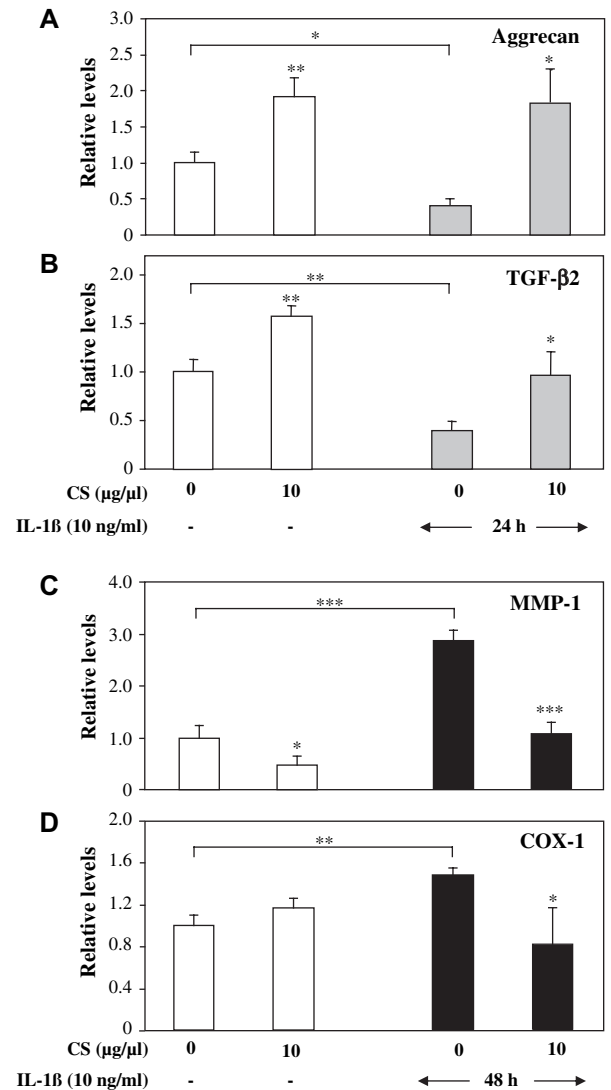 A
Aggrecan
Relative levels
3.0
2.5
2.0
1.5
1.0
0.5
0
*
**
*
B
TGF-β2
Relative levels
2.0
1.5
1.0
0.5
0
**
**
*
CS (µg/µl) 0 10 0 10
IL-1ß (10 ng/ml) - - 24 h
C
MMP-1
Relative levels
4.0
3.0
2.0
1.0
0
***
*
***
D
COX-1
Relative levels
2.0
1.6
1.2
0.8
0.4
0
**
*
CS (µg/µl) 0 10 0 10
IL-1ß (10 ng/ml) - - 48 h